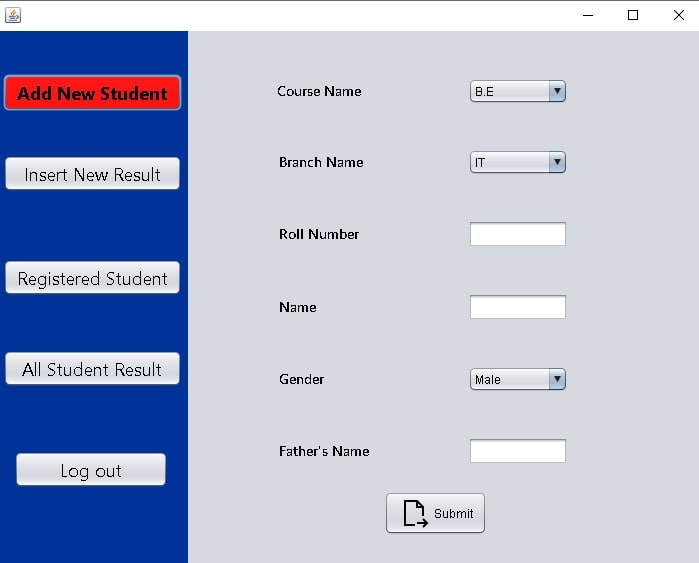 Add New Student
Insert New Result
Registered Student
All Student Result
Log out
Course Name B.E
Branch Name IT
Roll Number
Name
Gender Male
Father's Name
Submit